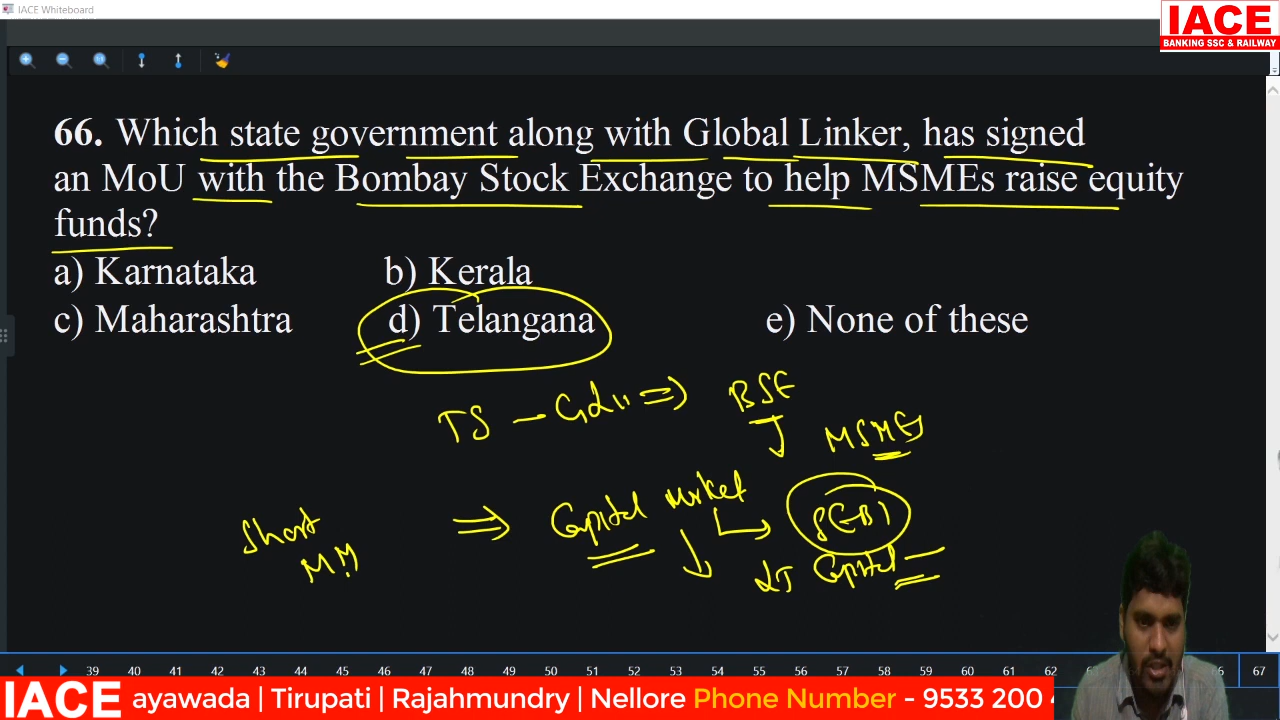 IACE Whiteboard
IACE
BANKING SSC & RAILWAY
66. Which state government along with Global Linker, has signed
an MoU with the Bombay Stock Exchange to help MSMEs raise equity
funds?
a) Karnataka b) Kerala
c) Maharashtra d) Telangana e) None of these
TS - =) BSE
MSMEs
Short => Capital Market SEBI
M.M LT Capital
39 40 41 42 43 44 45 46 47 48 49 50 51 52 53 54 55 56 57 58 59 60 61 62 67
IACE ayawada | Tirupati | Rajahmundry | Nellore Phone Number - 9533 200